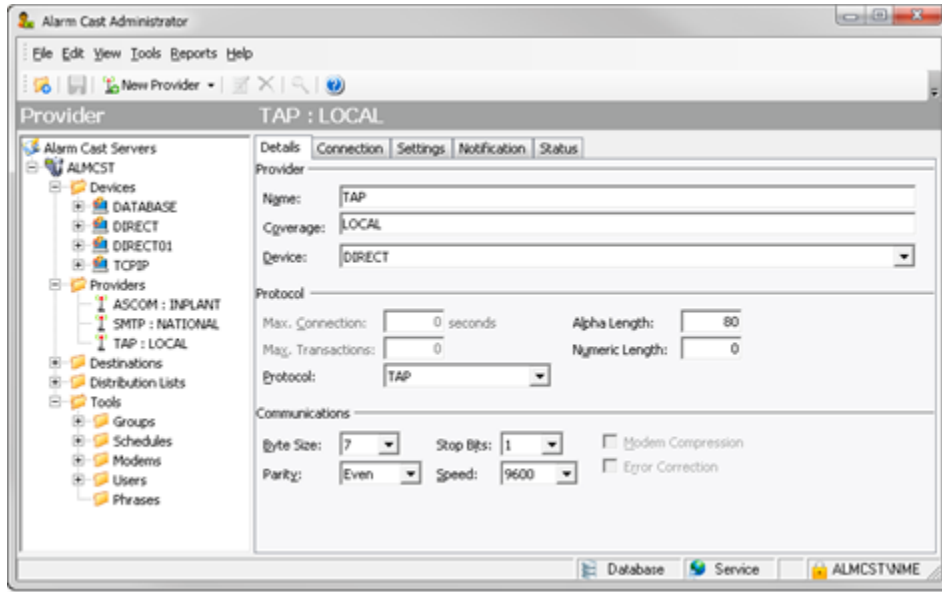 Alarm Cast Administrator
File Edit View Tools Reports Help
New Provider
Provider
TAP : LOCAL
Alarm Cast Servers
ALMCST
Devices
DATABASE
DIRECT
DIRECT01
TCPIP
Providers
ASCOM : INPLANT
SMTP : NATIONAL
TAP : LOCAL
Destinations
Distribution Lists
Tools
Groups
Schedules
Modems
Users
Phrases
Details Connection Settings Notification Status
Provider
Name: TAP
Coverage: LOCAL
Device: DIRECT
Protocol
Max. Connection: 0 seconds Alpha Length: 80
Max. Transactions: 0 Numeric Length: 0
Protocol: TAP
Communications
Byte Size: 7 Stop Bits: 1 Modem Compression
Parity: Even Speed: 9600 Error Correction
Database Service ALMCST\NME